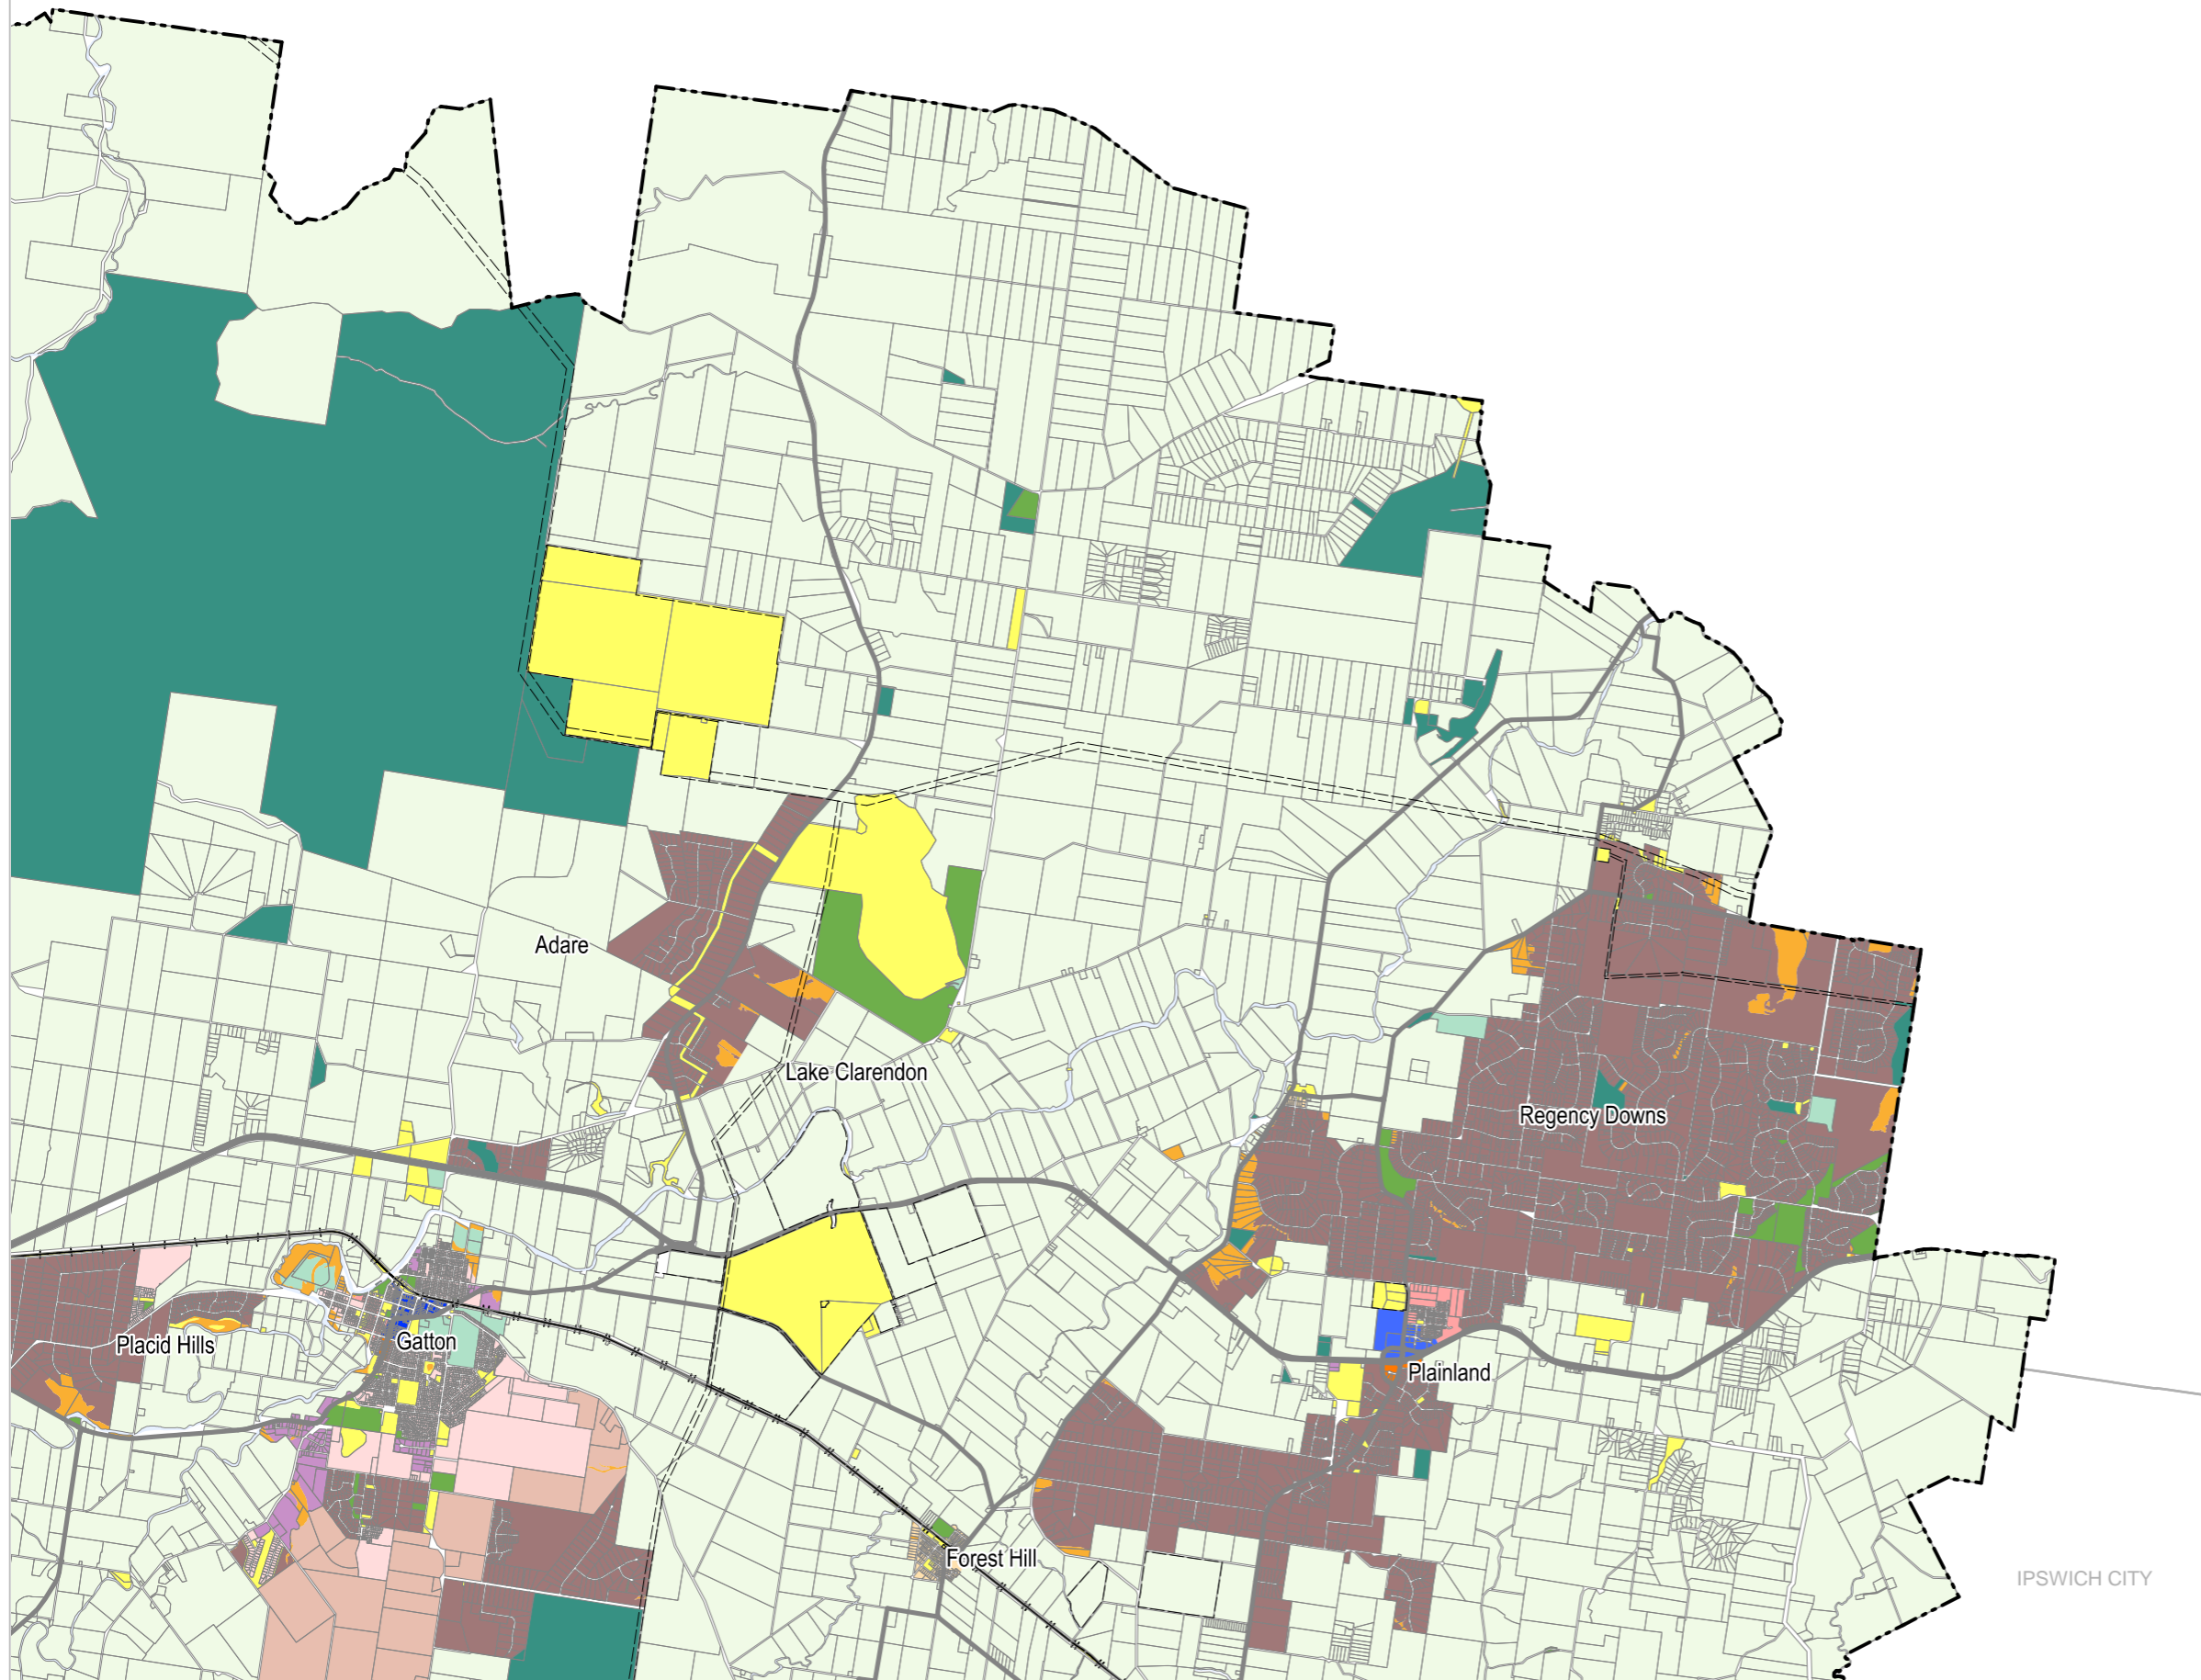 Adare
Lake Clarendon
Regency Downs
Placid Hills
Gatton
Plainland
Forest Hill
IPSWICH CITY